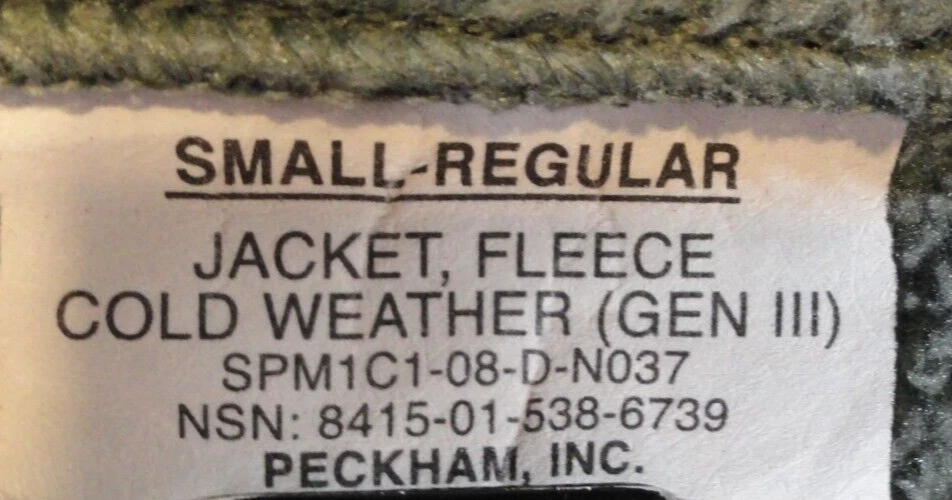 SMALL-REGULAR
JACKET, FLEECE
COLD WEATHER (GEN III)
SPM1C1-08-D-N037
NSN: 8415-01-538-6739
PECKHAM, INC.